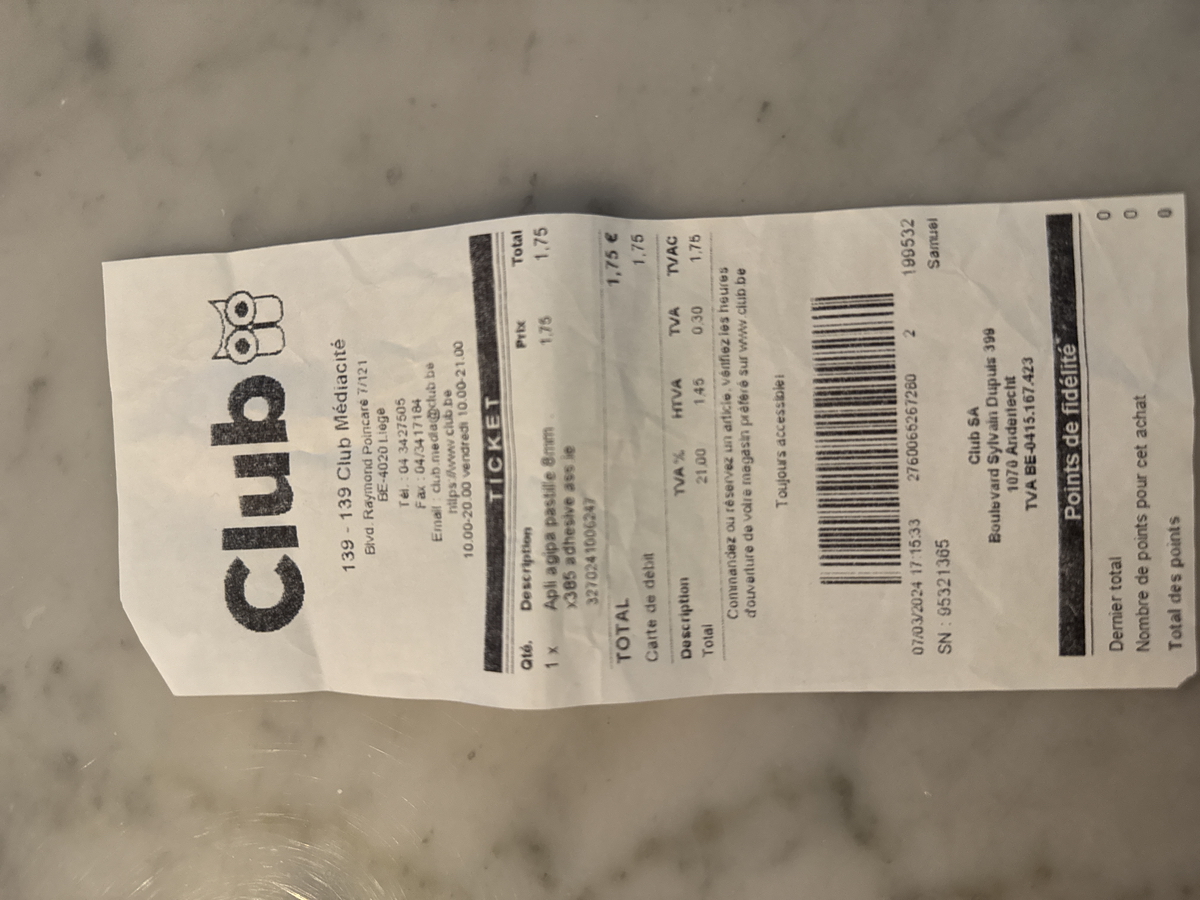 Club
139 - 139 Club Médiacité
Blvd. Raymond Poincaré 7/121
BE-4020 Liège
Tél. : 04 3427505
Fax : 04/3417184
Email : club.media@club.be
https://www.club.be
10.00-20.00 vendredi 10.00-21.00
TICKET
Qté. Description Prix Total
1 x Apli agipa pastille 8mm 1,75 1,75
x385 adhesive ass le
3270241006247
TOTAL 1,75 €
Carte de débit 1,75
Description TVA % HTVA TVA TVAC
Total 21,00 1,45 0,30 1,75
Commandez ou réservez un article, vérifiez les heures
d'ouverture de votre magasin préféré sur www.club.be
Toujours accessible!
07/03/2024 17:15:33 2760065267260 2 199532
SN : 95321365 Samuel
Club SA
Boulevard Sylvain Dupuis 399
1070 Anderlecht
TVA BE-0415.167.423
Points de fidélité
Dernier total 0
Nombre de points pour cet achat 0
Total des points 0